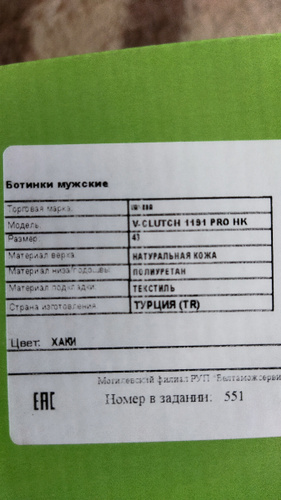 Ботинки мужские
Торговая марка
Модель V-CLUTCH 1191 PRO HK
Размер
Материал верха НАТУРАЛЬНАЯ КОЖА
Материал низа/подошвы ПОЛИУРЕТАН
Материал подкладки ТЕКСТИЛЬ
Страна изготовления ТУРЦИЯ (TR)
Цвет: ХАКИ
Могилевский филиал РУП "Белтаможсерви
EAC Номер в задании: 551